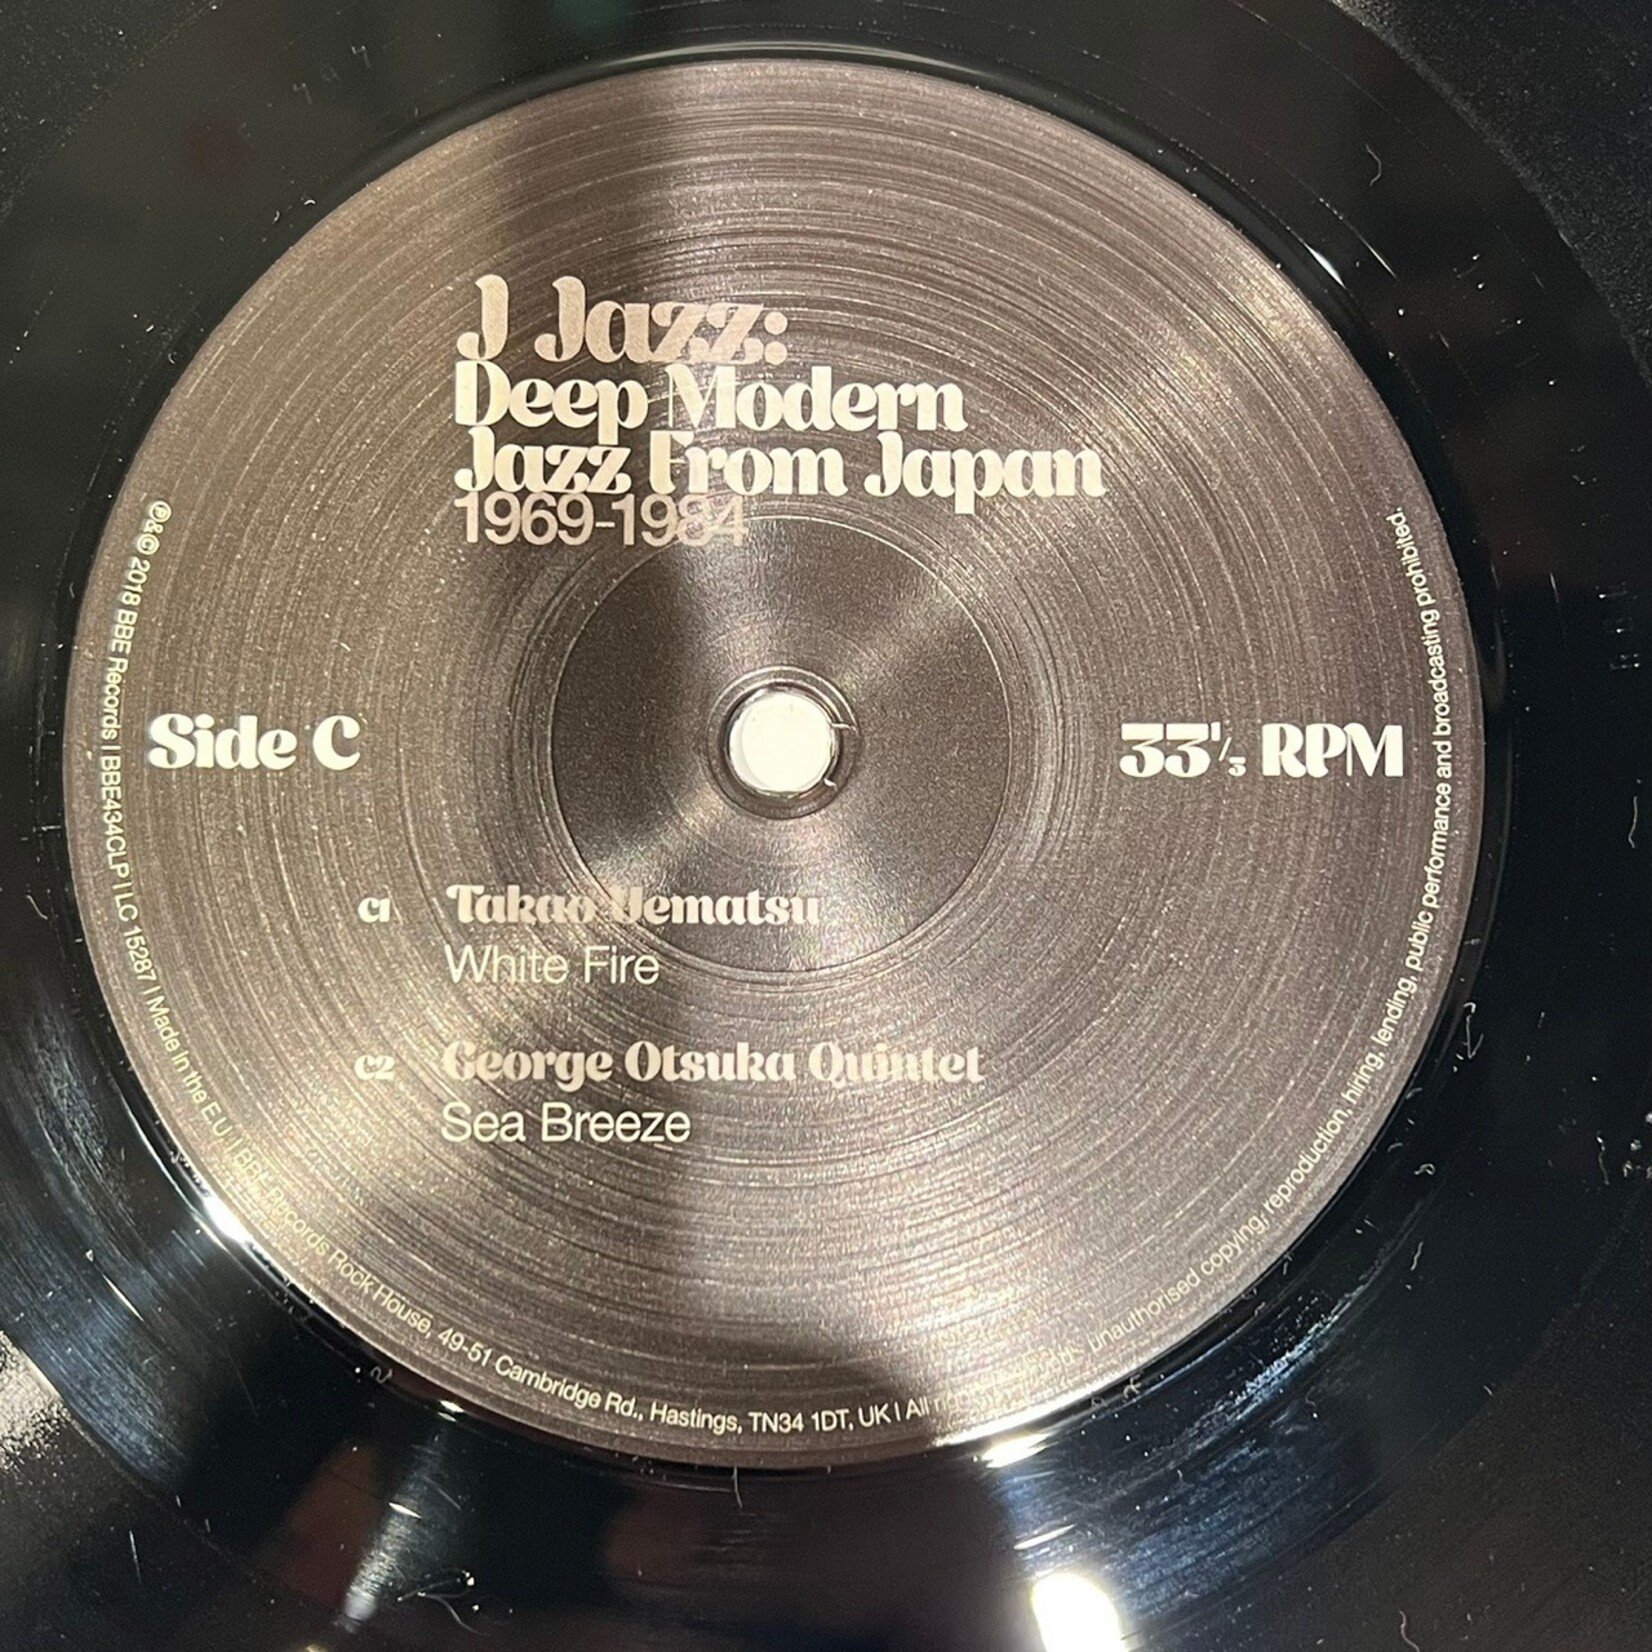 J Jazz:
Deep Modern
Jazz From Japan
1969-1984
Side C
33⅓ RPM
C1 Takao Uematsu
White Fire
C2 George Otsuka Quintet
Sea Breeze
℗&© 2018 BBE Records | BBE434CLP | LC 15287 | Made in the E.U. | BBE Records Rock House, 49-51 Cambridge Rd., Hastings, TN34 1DT, UK | All unauthorised copying, reproduction, hiring, lending, public performance and broadcasting prohibited.